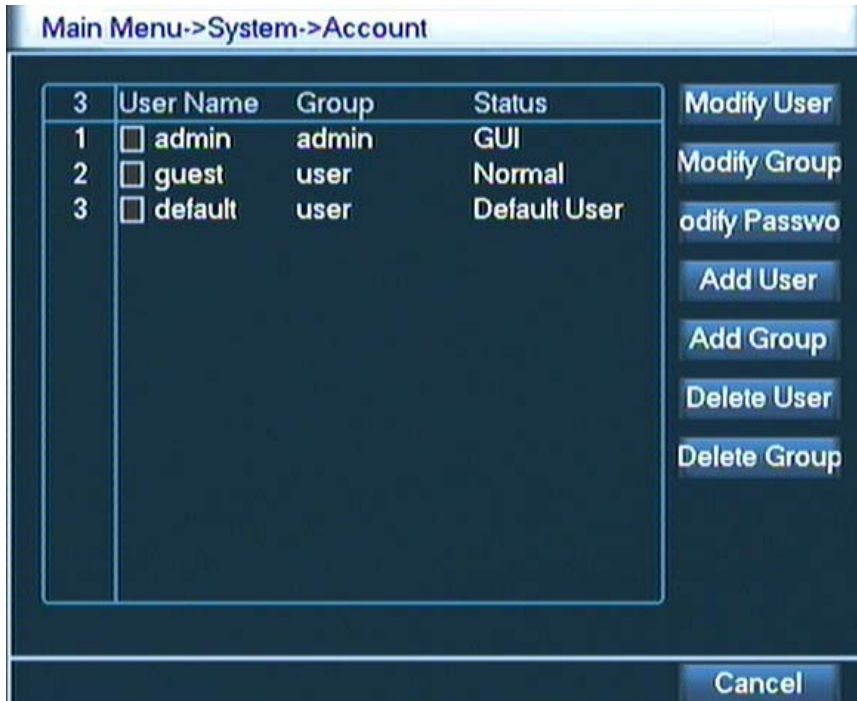 Main Menu->System->Account
3 User Name Group Status
1 admin admin GUI
2 guest user Normal
3 default user Default User
Modify User
Modify Group
odify Passwo
Add User
Add Group
Delete User
Delete Group
Cancel